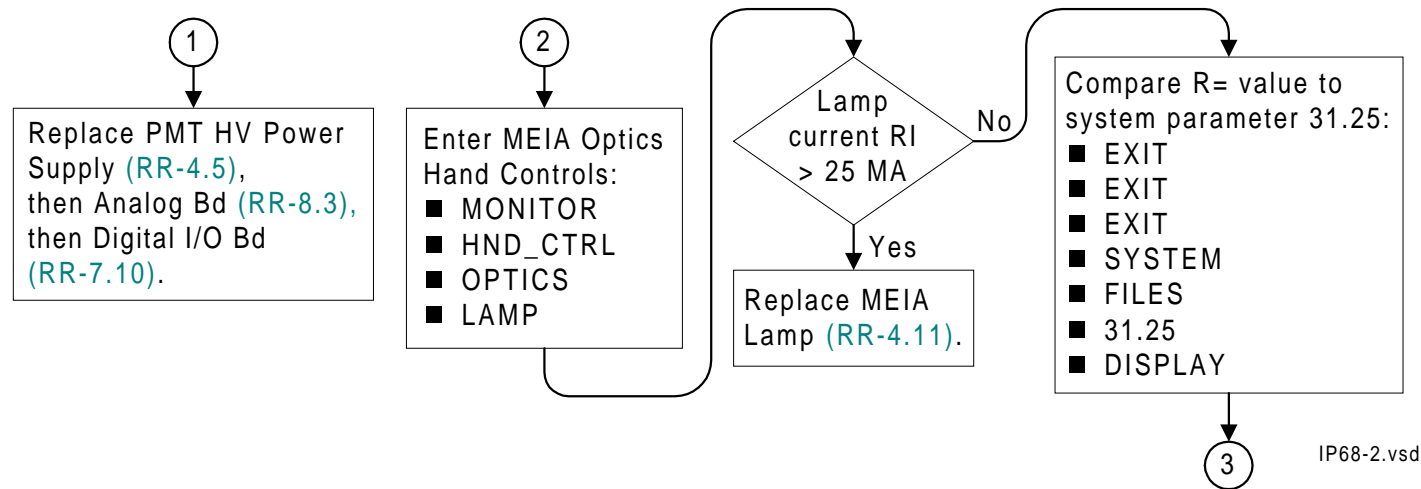 1
Replace PMT HV Power
Supply (RR-4.5),
then Analog Bd (RR-8.3),
then Digital I/O Bd
(RR-7.10).
2
Enter MEIA Optics
Hand Controls:
■ MONITOR
■ HND_CTRL
■ OPTICS
■ LAMP
Lamp
current RI
> 25 MA
No
Yes
Replace MEIA
Lamp (RR-4.11).
Compare R= value to
system parameter 31.25:
■ EXIT
■ EXIT
■ EXIT
■ SYSTEM
■ FILES
■ 31.25
■ DISPLAY
3
IP68-2.vsd